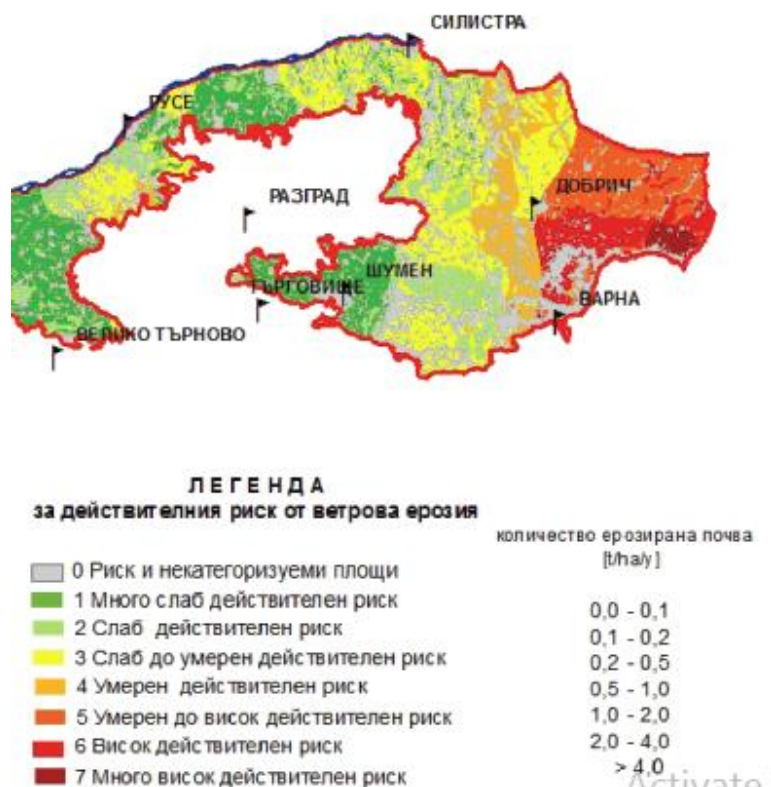 СИЛИСТРА
РУСЕ
ДОБРИЧ
РАЗГРАД
ШУМЕН
ТЪРГОВИЩЕ
ВАРНА
ВЕЛИКО ТЪРНОВО
ЛЕГЕНДА
за действителния риск от ветрова ерозия
количество ерозирана почва
[t/ha/y]
0 Риск и некатегоризуеми площи
1 Много слаб действителен риск
2 Слаб действителен риск
3 Слаб до умерен действителен риск
4 Умерен действителен риск
5 Умерен до висок действителен риск
6 Висок действителен риск
7 Много висок действителен риск
0,0 - 0,1
0,1 - 0,2
0,2 - 0,5
0,5 - 1,0
1,0 - 2,0
2,0 - 4,0
> 4,0
Activate